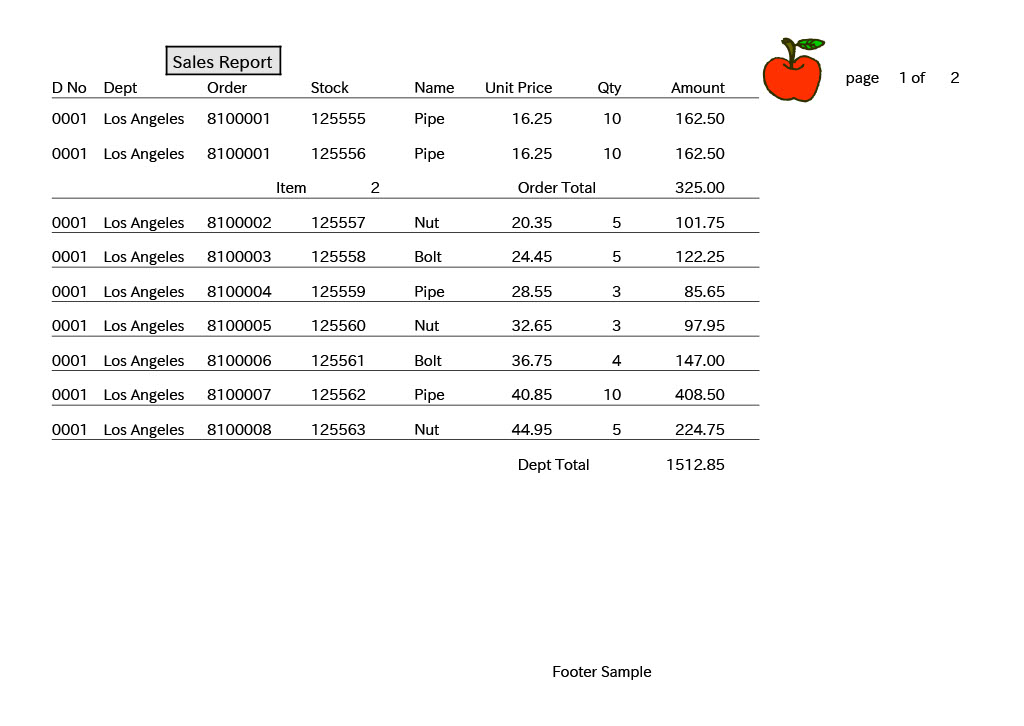 Sales Report
page 1 of 2
D No Dept Order Stock Name Unit Price Qty Amount
0001 Los Angeles 8100001 125555 Pipe 16.25 10 162.50
0001 Los Angeles 8100001 125556 Pipe 16.25 10 162.50
Item 2 Order Total 325.00
0001 Los Angeles 8100002 125557 Nut 20.35 5 101.75
0001 Los Angeles 8100003 125558 Bolt 24.45 5 122.25
0001 Los Angeles 8100004 125559 Pipe 28.55 3 85.65
0001 Los Angeles 8100005 125560 Nut 32.65 3 97.95
0001 Los Angeles 8100006 125561 Bolt 36.75 4 147.00
0001 Los Angeles 8100007 125562 Pipe 40.85 10 408.50
0001 Los Angeles 8100008 125563 Nut 44.95 5 224.75
Dept Total 1512.85
Footer Sample